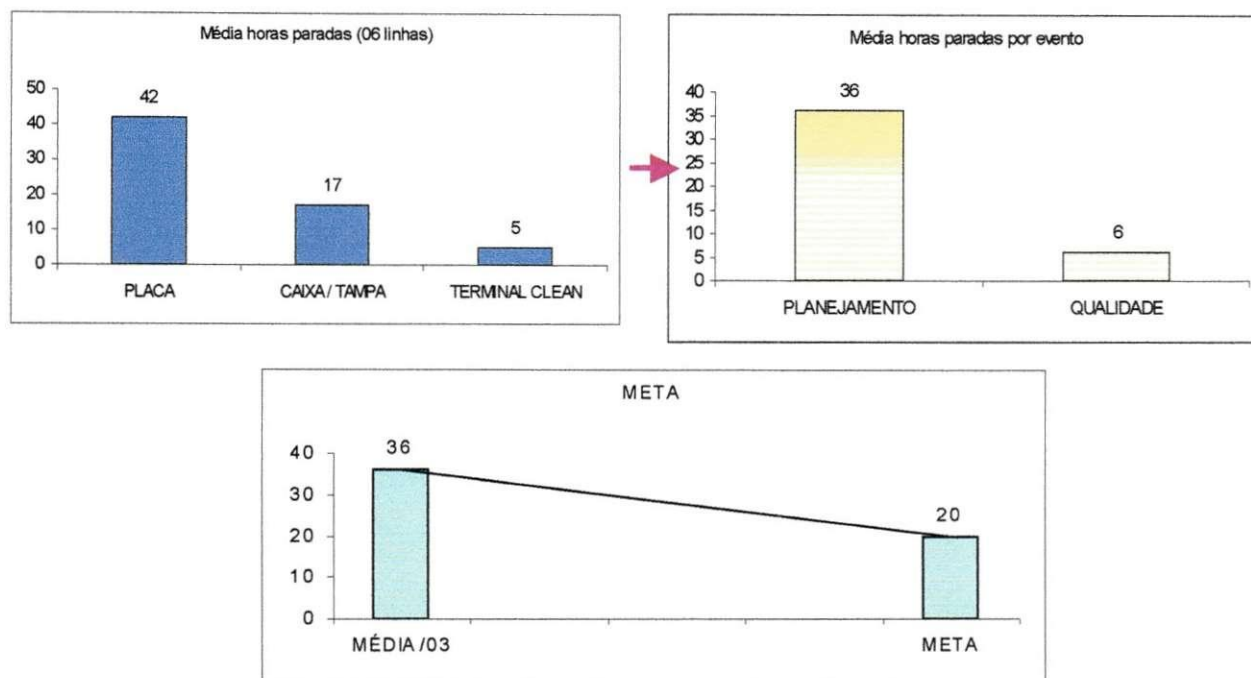 Média horas paradas (06 linhas)
50
40
30
20
10
0
42
17
5
PLACA
CAIXA / TAMPA
TERMINAL CLEAN
Média horas paradas por evento
40
35
30
25
20
15
10
5
0
36
6
PLANEJAMENTO
QUALIDADE
META
40
30
20
10
0
36
20
MÉDIA /03
META